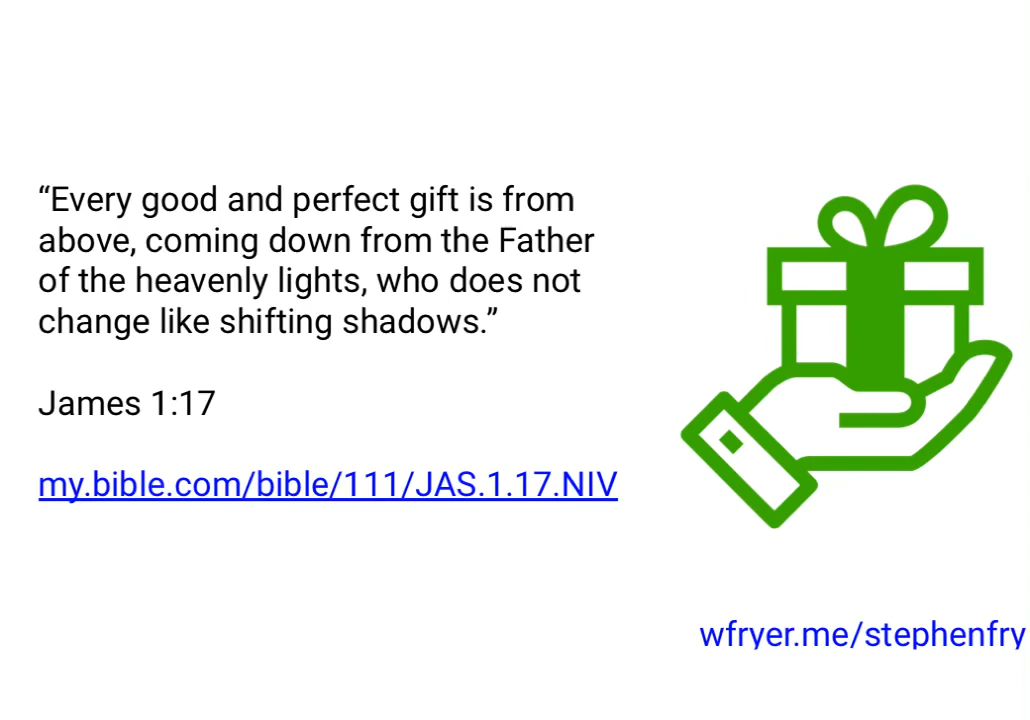 “Every good and perfect gift is from
above, coming down from the Father
of the heavenly lights, who does not
change like shifting shadows.”
James 1:17
my.bible.com/bible/111/JAS.1.17.NIV
wfryer.me/stephenfry